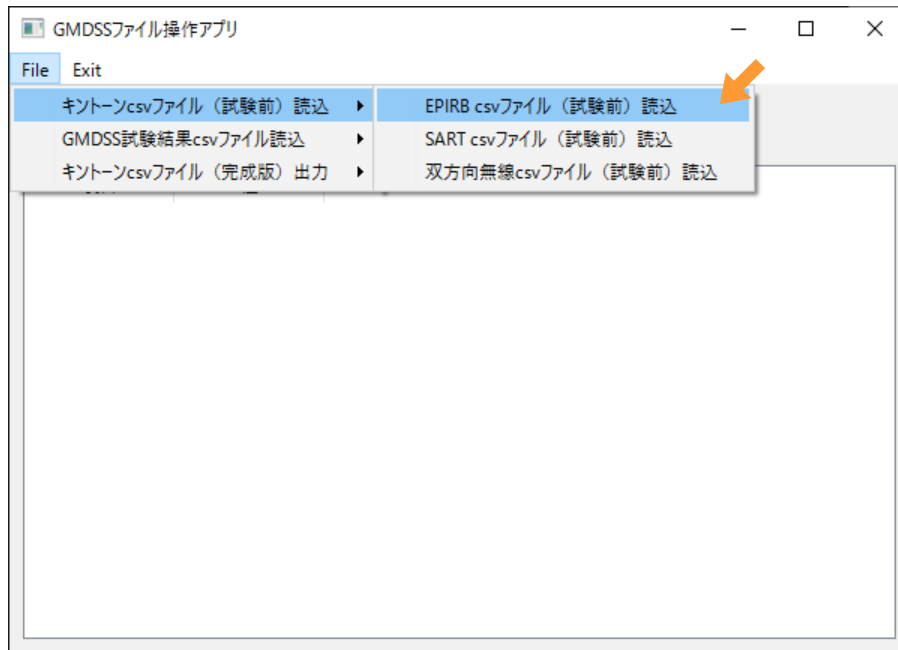 GMDSSファイル操作アプリ
File Exit
キントーンcsvファイル（試験前）読込
EPIRB csvファイル（試験前）読込
GMDSS試験結果csvファイル読込
SART csvファイル（試験前）読込
キントーンcsvファイル（完成版）出力
双方向無線csvファイル（試験前）読込